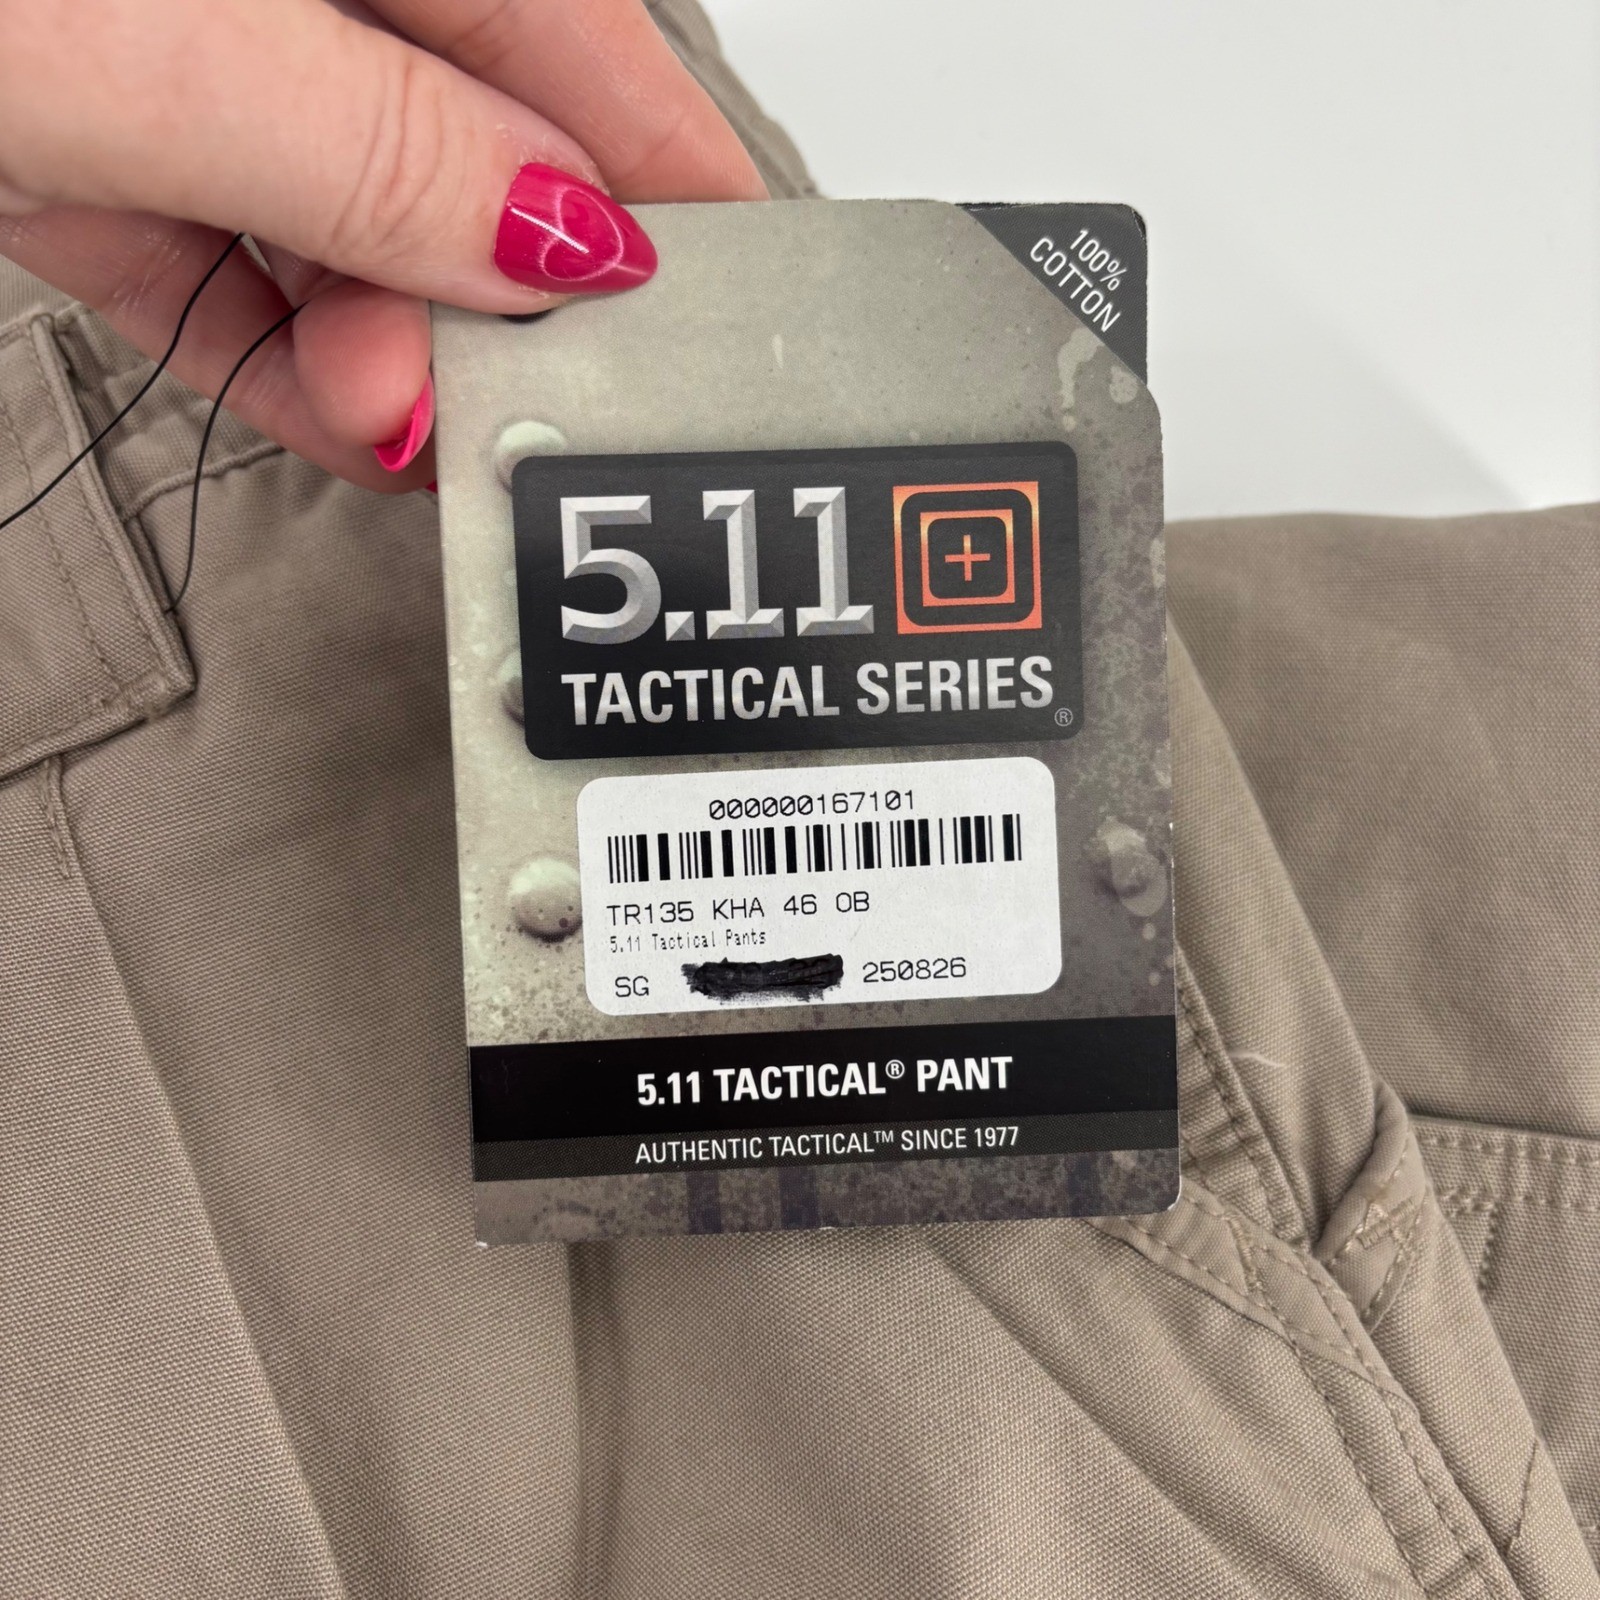 100%
COTTON
5.11
TACTICAL SERIES®
000000167101
TR135 KHA 46 OB
5.11 Tactical Pants
SG 250826
5.11 TACTICAL® PANT
AUTHENTIC TACTICAL™ SINCE 1977